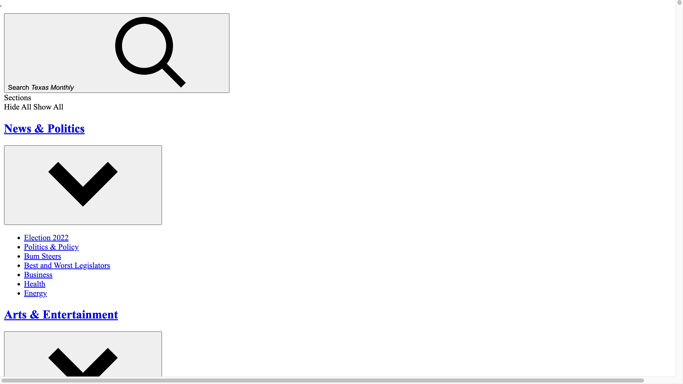 Search Texas Monthly
Sections
Hide All Show All
News & Politics
Election 2022
Politics & Policy
Bum Steers
Best and Worst Legislators
Business
Health
Energy
Arts & Entertainment